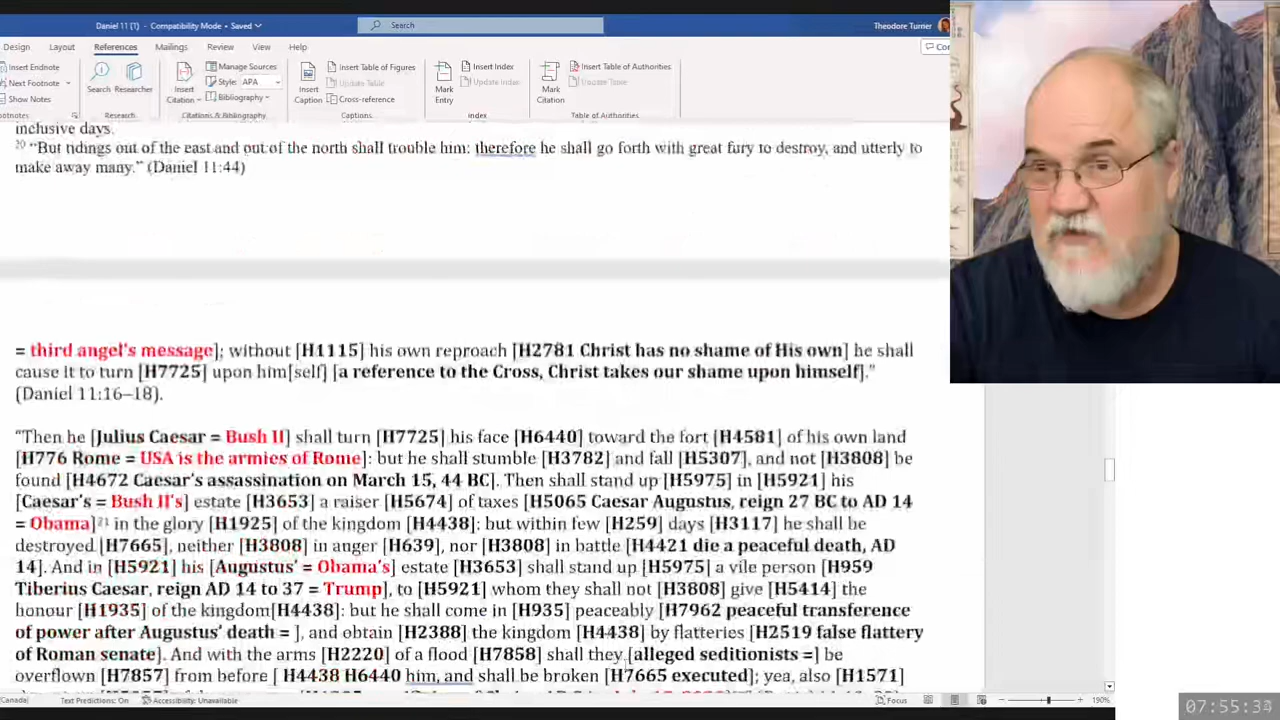 Daniel 11 (1) - Compatibility Mode • Saved
Search
Theodore Turner
Design Layout References Mailings Review View Help
Insert Endnote
Next Footnote
Show Notes
Search
Researcher
Research
Insert Citation
Manage Sources
Style: APA
Bibliography
Citations & Bibliography
Insert Caption
Insert Table of Figures
Update Table
Cross-reference
Captions
Mark Entry
Insert Index
Update Index
Index
Mark Citation
Insert Table of Authorities
Update Table
Table of Authorities
inclusive days.
20 “But tidings out of the east and out of the north shall trouble him: therefore he shall go forth with great fury to destroy, and utterly to
make away many.” (Daniel 11:44)
= third angel's message]; without [H1115] his own reproach [H2781 Christ has no shame of His own] he shall
cause it to turn [H7725] upon him[self] [a reference to the Cross, Christ takes our shame upon himself].”
(Daniel 11:16–18).
“Then he [Julius Caesar = Bush II] shall turn [H7725] his face [H6440] toward the fort [H4581] of his own land
[H776 Rome = USA is the armies of Rome]: but he shall stumble [H3782] and fall [H5307], and not [H3808] be
found [H4672 Caesar's assassination on March 15, 44 BC]. Then shall stand up [H5975] in [H5921] his
[Caesar's = Bush II's] estate [H3653] a raiser [H5674] of taxes [H5065 Caesar Augustus, reign 27 BC to AD 14
= Obama]21 in the glory [H1925] of the kingdom [H4438]: but within few [H259] days [H3117] he shall be
destroyed [H7665], neither [H3808] in anger [H639], nor [H3808] in battle [H4421 die a peaceful death, AD
14]. And in [H5921] his [Augustus’ = Obama's] estate [H3653] shall stand up [H5975] a vile person [H959
Tiberius Caesar, reign AD 14 to 37 = Trump], to [H5921] whom they shall not [H3808] give [H5414] the
honour [H1935] of the kingdom[H4438]: but he shall come in [H935] peaceably [H7962 peaceful transference
of power after Augustus’ death = ], and obtain [H2388] the kingdom [H4438] by flatteries [H2519 false flattery
of Roman senate]. And with the arms [H2220] of a flood [H7858] shall they [alleged seditionists =] be
overflown [H7857] from before [ H4438 H6440 him, and shall be broken [H7665 executed]; yea, also [H1571]
(Canada)
Text Predictions: On
Accessibility: Unavailable
Focus
190%